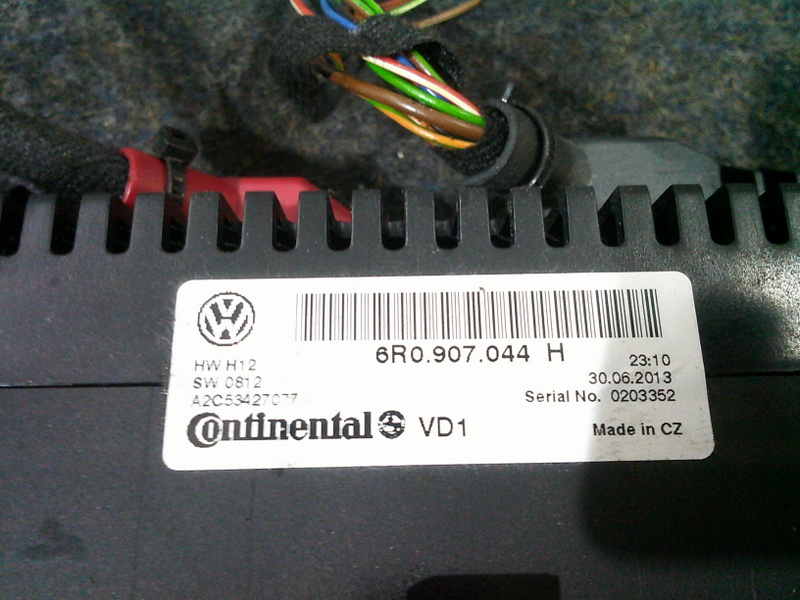 6R0.907.044 H
HW H12
SW 0812
A2C53427077
23:10
30.06.2013
Serial No. 0203352
Continental VD1
Made in CZ